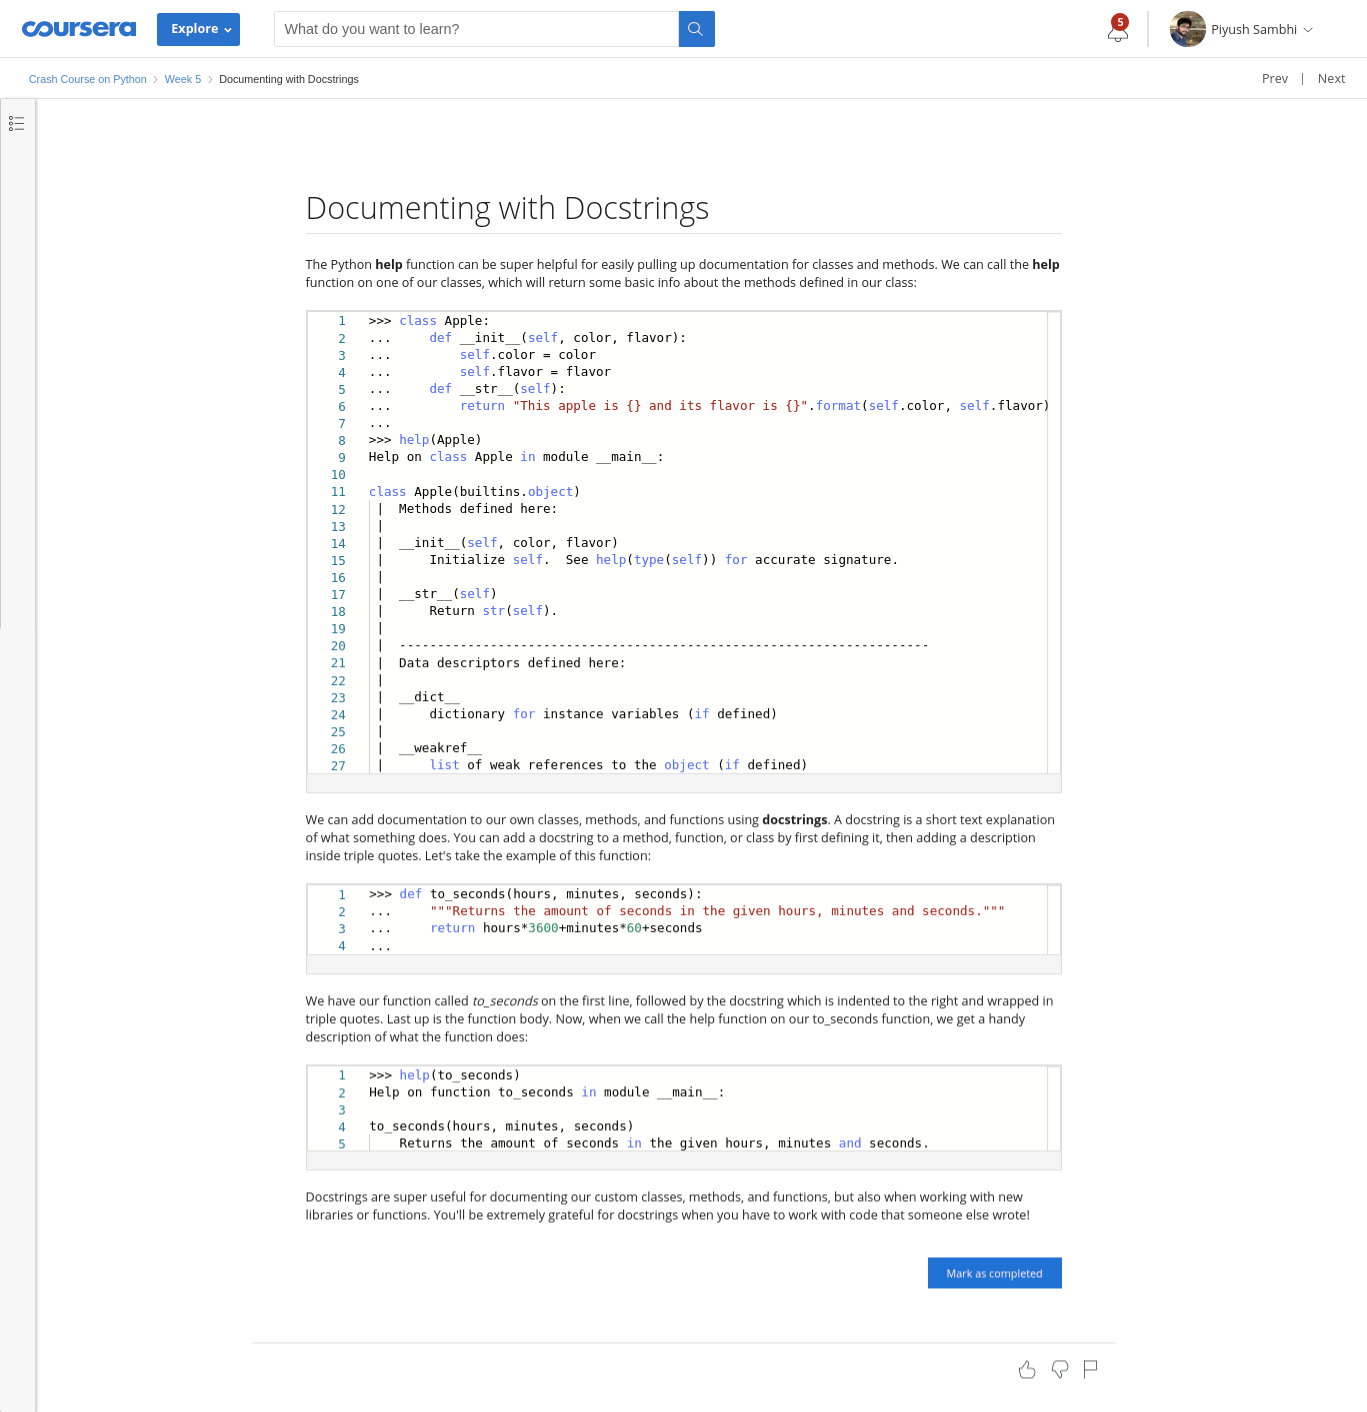 coursera
Explore
What do you want to learn?
5
Piyush Sambhi
Crash Course on Python > Week 5 > Documenting with Docstrings
Prev | Next
Documenting with Docstrings
The Python help function can be super helpful for easily pulling up documentation for classes and methods. We can call the help
function on one of our classes, which will return some basic info about the methods defined in our class:
1 >>> class Apple:
2 ...     def __init__(self, color, flavor):
3 ...         self.color = color
4 ...         self.flavor = flavor
5 ...     def __str__(self):
6 ...         return "This apple is {} and its flavor is {}".format(self.color, self.flavor)
7 ...
8 >>> help(Apple)
9 Help on class Apple in module __main__:
10
11 class Apple(builtins.object)
12  |  Methods defined here:
13  |
14  |  __init__(self, color, flavor)
15  |      Initialize self.  See help(type(self)) for accurate signature.
16  |
17  |  __str__(self)
18  |      Return str(self).
19  |
20  |  ----------------------------------------------------------------------
21  |  Data descriptors defined here:
22  |
23  |  __dict__
24  |      dictionary for instance variables (if defined)
25  |
26  |  __weakref__
27  |      list of weak references to the object (if defined)
We can add documentation to our own classes, methods, and functions using docstrings. A docstring is a short text explanation
of what something does. You can add a docstring to a method, function, or class by first defining it, then adding a description
inside triple quotes. Let's take the example of this function:
1 >>> def to_seconds(hours, minutes, seconds):
2 ...     """Returns the amount of seconds in the given hours, minutes and seconds."""
3 ...     return hours*3600+minutes*60+seconds
4 ...
We have our function called to_seconds on the first line, followed by the docstring which is indented to the right and wrapped in
triple quotes. Last up is the function body. Now, when we call the help function on our to_seconds function, we get a handy
description of what the function does:
1 >>> help(to_seconds)
2 Help on function to_seconds in module __main__:
3
4 to_seconds(hours, minutes, seconds)
5     Returns the amount of seconds in the given hours, minutes and seconds.
Docstrings are super useful for documenting our custom classes, methods, and functions, but also when working with new
libraries or functions. You'll be extremely grateful for docstrings when you have to work with code that someone else wrote!
Mark as completed